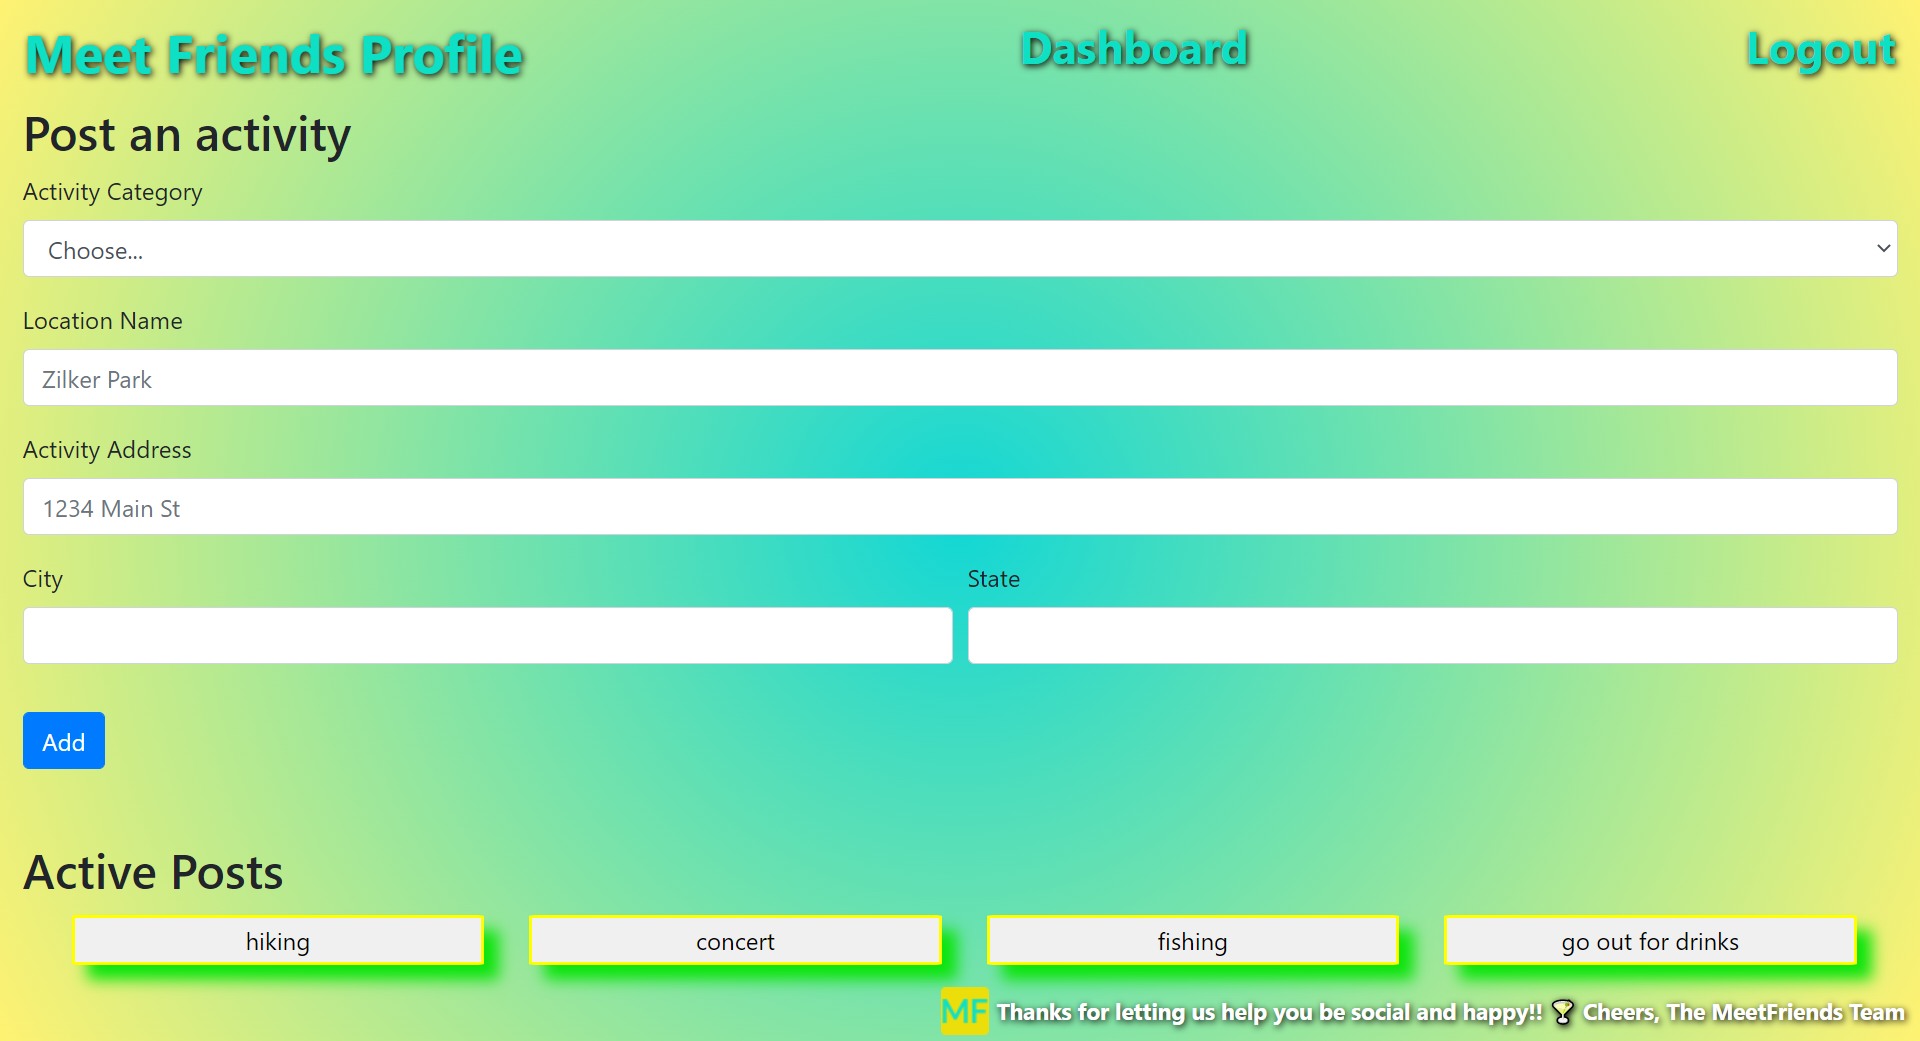 Meet Friends Profile Dashboard Logout
Post an activity
Activity Category
Choose...
Location Name
Zilker Park
Activity Address
1234 Main St
City State
Add
Active Posts
hiking concert fishing go out for drinks
MF Thanks for letting us help you be social and happy!! 🍸 Cheers, The MeetFriends Team